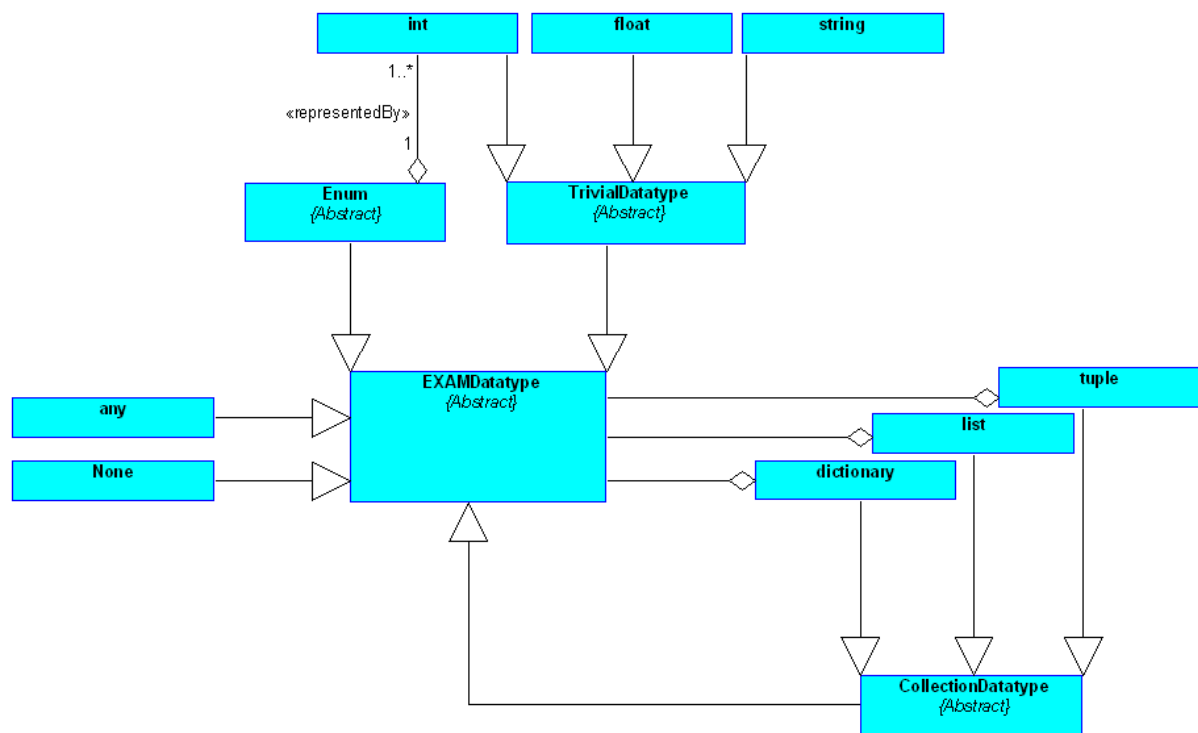 int
float
string
1..*
«representedBy»
1
Enum
{Abstract}
TrivialDatatype
{Abstract}
EXAMDatatype
{Abstract}
tuple
any
list
None
dictionary
CollectionDatatype
{Abstract}